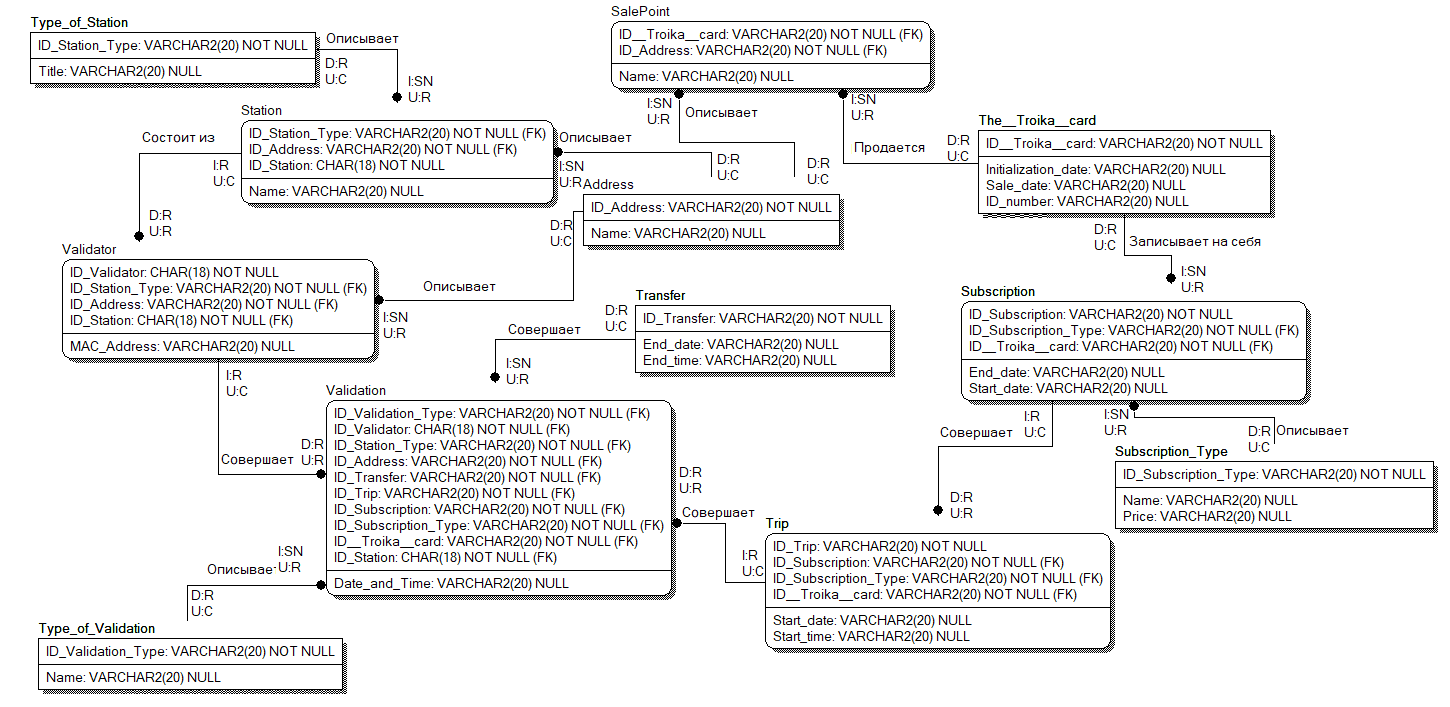 Type_of_Station
ID_Station_Type: VARCHAR2(20) NOT NULL
Title: VARCHAR2(20) NULL
Описывает
D:R
U:C
I:SN
U:R
SalePoint
ID__Troika__card: VARCHAR2(20) NOT NULL (FK)
ID_Address: VARCHAR2(20) NOT NULL (FK)
Name: VARCHAR2(20) NULL
I:SN
U:R
Описывает
D:R
U:C
I:SN
U:R
Продается
D:R
U:C
The__Troika__card
ID__Troika__card: VARCHAR2(20) NOT NULL
Initialization_date: VARCHAR2(20) NULL
Sale_date: VARCHAR2(20) NULL
ID_number: VARCHAR2(20) NULL
Station
ID_Station_Type: VARCHAR2(20) NOT NULL (FK)
ID_Address: VARCHAR2(20) NOT NULL (FK)
ID_Station: CHAR(18) NOT NULL
Name: VARCHAR2(20) NULL
Состоит из
I:R
U:C
D:R
U:R
Описывает
I:SN
U:R
D:R
U:C
Address
ID_Address: VARCHAR2(20) NOT NULL
Name: VARCHAR2(20) NULL
D:R
U:C
Описывает
I:SN
U:R
Validator
ID_Validator: CHAR(18) NOT NULL
ID_Station_Type: VARCHAR2(20) NOT NULL (FK)
ID_Address: VARCHAR2(20) NOT NULL (FK)
ID_Station: CHAR(18) NOT NULL (FK)
MAC_Address: VARCHAR2(20) NULL
D:R
U:C
Записывает на себя
I:SN
U:R
Transfer
ID_Transfer: VARCHAR2(20) NOT NULL
End_date: VARCHAR2(20) NULL
End_time: VARCHAR2(20) NULL
D:R
U:C
Совершает
I:SN
U:R
Subscription
ID_Subscription: VARCHAR2(20) NOT NULL
ID_Subscription_Type: VARCHAR2(20) NOT NULL (FK)
ID__Troika__card: VARCHAR2(20) NOT NULL (FK)
End_date: VARCHAR2(20) NULL
Start_date: VARCHAR2(20) NULL
I:R
U:C
Совершает
D:R
U:R
I:SN
U:R
Описывает
D:R
U:C
Subscription_Type
ID_Subscription_Type: VARCHAR2(20) NOT NULL
Name: VARCHAR2(20) NULL
Price: VARCHAR2(20) NULL
I:R
U:C
Совершает
D:R
U:R
Validation
ID_Validation_Type: VARCHAR2(20) NOT NULL (FK)
ID_Validator: CHAR(18) NOT NULL (FK)
ID_Station_Type: VARCHAR2(20) NOT NULL (FK)
ID_Address: VARCHAR2(20) NOT NULL (FK)
ID_Transfer: VARCHAR2(20) NOT NULL (FK)
ID_Trip: VARCHAR2(20) NOT NULL (FK)
ID_Subscription: VARCHAR2(20) NOT NULL (FK)
ID_Subscription_Type: VARCHAR2(20) NOT NULL (FK)
ID__Troika__card: VARCHAR2(20) NOT NULL (FK)
ID_Station: CHAR(18) NOT NULL (FK)
Date_and_Time: VARCHAR2(20) NULL
D:R
U:R
Совершает
I:R
U:C
Trip
ID_Trip: VARCHAR2(20) NOT NULL
ID_Subscription: VARCHAR2(20) NOT NULL (FK)
ID_Subscription_Type: VARCHAR2(20) NOT NULL (FK)
ID__Troika__card: VARCHAR2(20) NOT NULL (FK)
Start_date: VARCHAR2(20) NULL
Start_time: VARCHAR2(20) NULL
I:SN
U:R
Описывае
D:R
U:C
Type_of_Validation
ID_Validation_Type: VARCHAR2(20) NOT NULL
Name: VARCHAR2(20) NULL